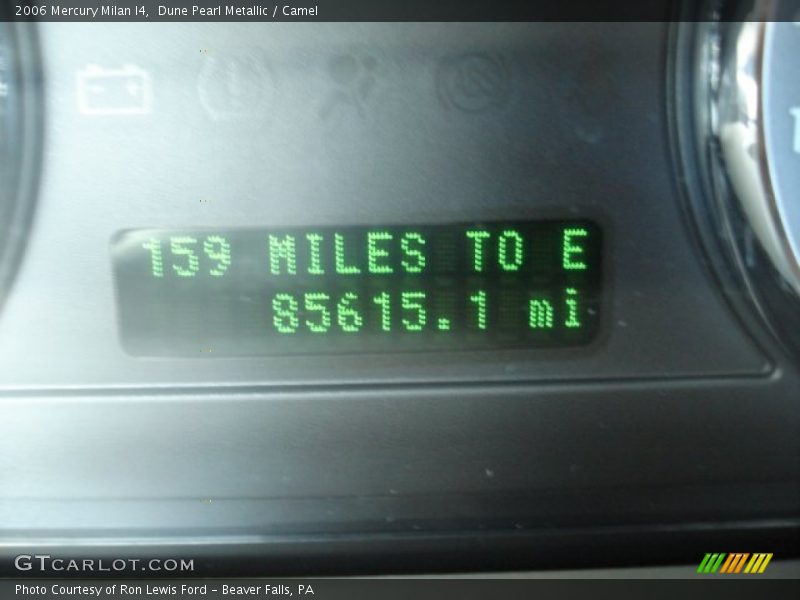 2006 Mercury Milan I4, Dune Pearl Metallic / Camel
159 MILES TO E
85615.1 mi
GTCARLOT.COM
Photo Courtesy of Ron Lewis Ford - Beaver Falls, PA